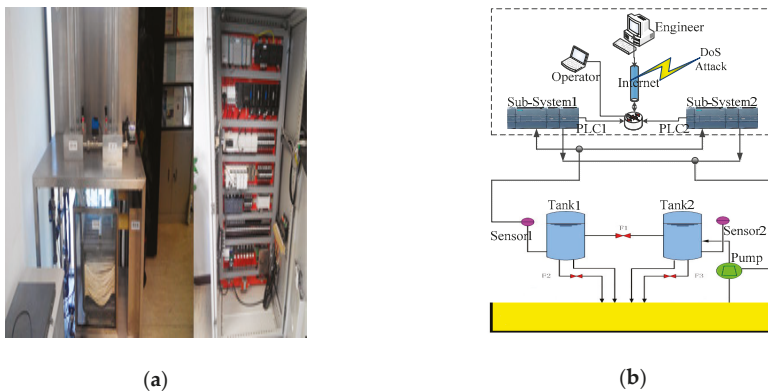 Engineer
DoS
Attack
Operator
Internet
Sub-System1
Sub-System2
PLC1
PLC2
Tank1
Tank2
Sensor1
Sensor2
F1
Pump
F2
F3
(a)
(b)